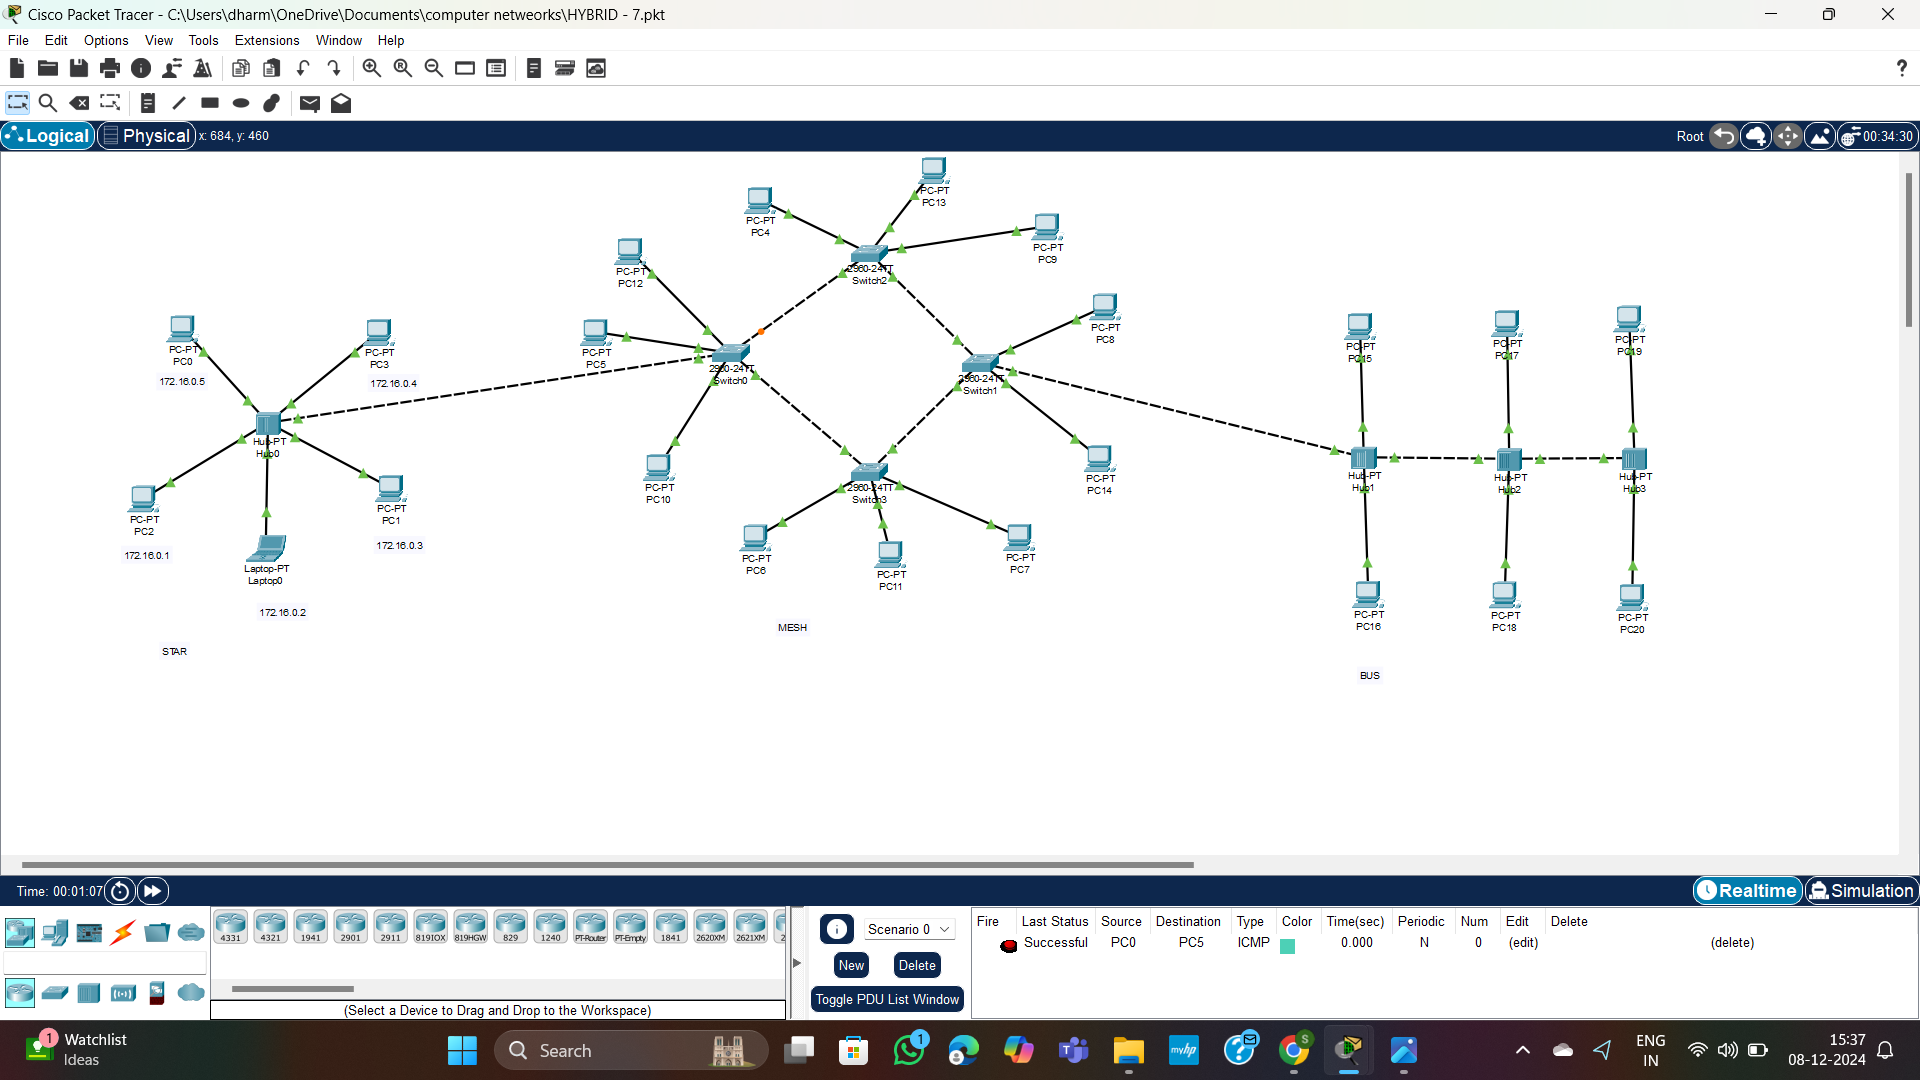 Cisco Packet Tracer - C:\Users\dharm\OneDrive\Documents\computer netweorks\HYBRID - 7.pkt
File Edit Options View Tools Extensions Window Help
?
Logical Physical x: 684, y: 460 Root 00:34:30
PC-PT
PC13
PC-PT
PC4
PC-PT
PC9
PC-PT
PC12
2960-24TT
Switch2
PC-PT
PC8
PC-PT
PC0
172.16.0.5
PC-PT
PC3
172.16.0.4
PC-PT
PC5
2960-24TT
Switch0
2960-24TT
Switch1
PC-PT
PC15
PC-PT
PC17
PC-PT
PC19
Hub-PT
Hub0
PC-PT
PC10
2960-24TT
Switch3
PC-PT
PC14
Hub-PT
Hub1
Hub-PT
Hub2
Hub-PT
Hub3
PC-PT
PC2
172.16.0.1
PC-PT
PC1
172.16.0.3
Laptop-PT
Laptop0
172.16.0.2
PC-PT
PC6
PC-PT
PC11
PC-PT
PC7
PC-PT
PC16
PC-PT
PC18
PC-PT
PC20
MESH
STAR
BUS
Time: 00:01:07 Realtime Simulation
4331 4321 1941 2901 2911 819IOX 819HGW 829 1240 PT-Router PT-Empty 1841 2620XM 2621XM
(Select a Device to Drag and Drop to the Workspace)
Scenario 0
New Delete
Toggle PDU List Window
Fire Last Status Source Destination Type Color Time(sec) Periodic Num Edit Delete
Successful PC0 PC5 ICMP 0.000 N 0 (edit) (delete)
1 Watchlist
Ideas
Search
1
myhp
S
ENG
IN
15:37
08-12-2024